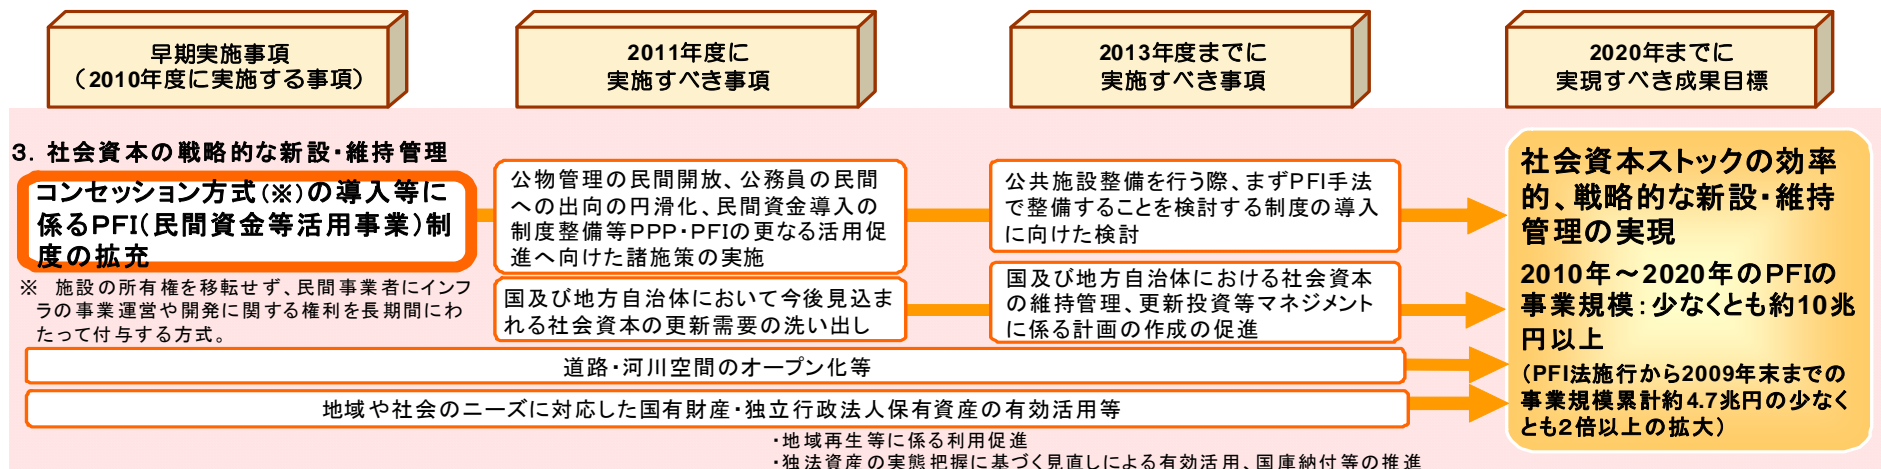 早期実施事項
（2010年度に実施する事項）
2011年度に
実施すべき事項
2013年度までに
実施すべき事項
2020年までに
実現すべき成果目標
３．社会資本の戦略的な新設・維持管理
コンセッション方式（※）の導入等に
係るPFI（民間資金等活用事業）制
度の拡充
※　施設の所有権を移転せず、民間事業者にインフ
ラの事業運営や開発に関する権利を長期間にわ
たって付与する方式。
公物管理の民間開放、公務員の民間
への出向の円滑化、民間資金導入の
制度整備等PPP・PFIの更なる活用促
進へ向けた諸施策の実施
国及び地方自治体において今後見込ま
れる社会資本の更新需要の洗い出し
公共施設整備を行う際、まずPFI手法
で整備することを検討する制度の導入
に向けた検討
国及び地方自治体における社会資本
の維持管理、更新投資等マネジメント
に係る計画の作成の促進
道路・河川空間のオープン化等
地域や社会のニーズに対応した国有財産・独立行政法人保有資産の有効活用等
・地域再生等に係る利用促進
・独法資産の実態把握に基づく見直しによる有効活用、国庫納付等の推進
社会資本ストックの効率
的、戦略的な新設・維持
管理の実現
2010年～2020年のPFIの
事業規模：少なくとも約10兆
円以上
（PFI法施行から2009年末までの
事業規模累計約4.7兆円の少なく
とも2倍以上の拡大）